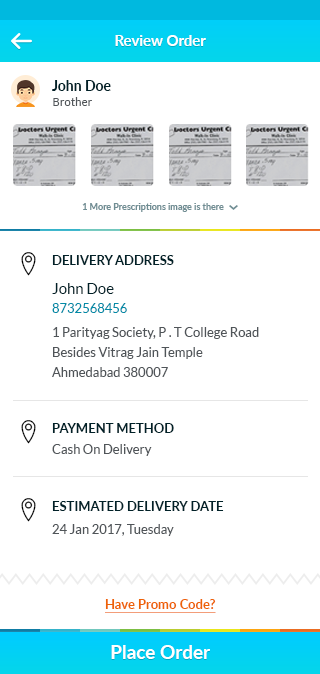 Review Order
John Doe
Brother
Doctors Urgent C
Walk-in Clinic
Doctors Urgent C
Walk-in Clinic
Doctors Urgent C
Walk-in Clinic
Doctors Urgent C
Walk-in Clinic
1 More Prescriptions image is there
DELIVERY ADDRESS
John Doe
8732568456
1 Parityag Society, P . T College Road
Besides Vitrag Jain Temple
Ahmedabad 380007
PAYMENT METHOD
Cash On Delivery
ESTIMATED DELIVERY DATE
24 Jan 2017, Tuesday
Have Promo Code?
Place Order